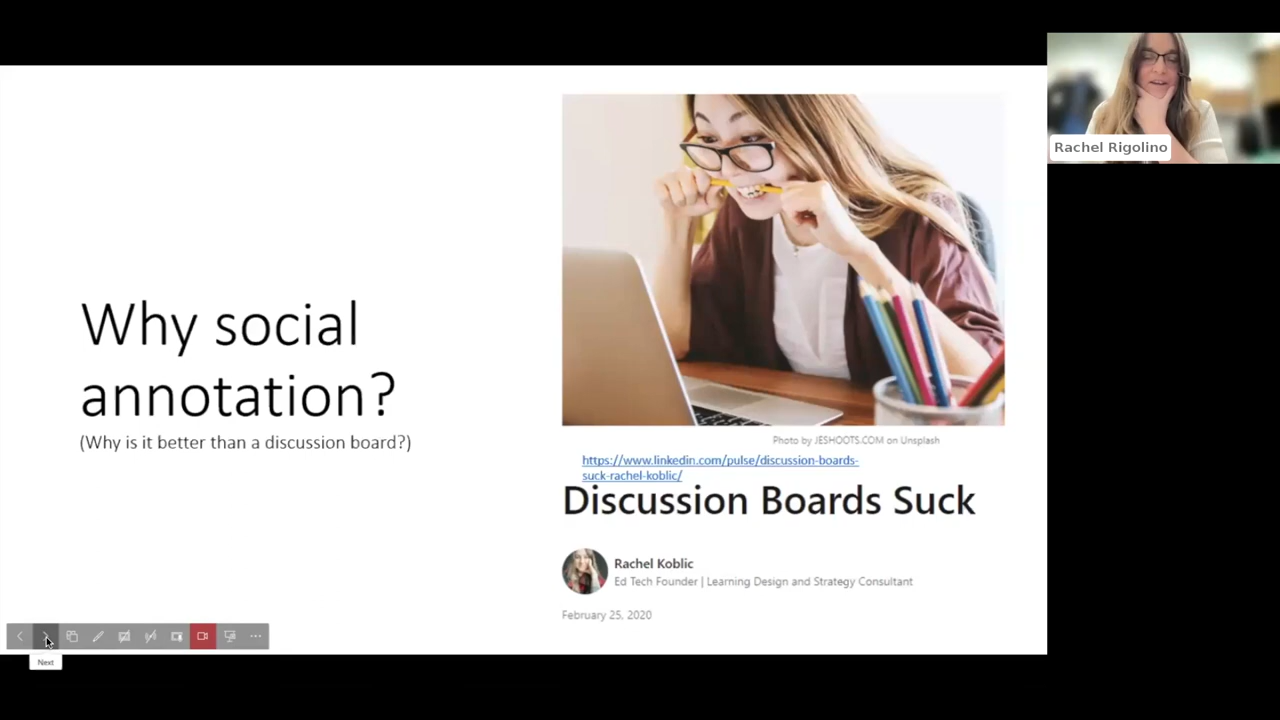 Why social
annotation?
(Why is it better than a discussion board?)
Photo by JESHOOTS.COM on Unsplash
https://www.linkedin.com/pulse/discussion-boards-
suck-rachel-koblic/
Discussion Boards Suck
Rachel Koblic
Ed Tech Founder | Learning Design and Strategy Consultant
February 25, 2020
Next
Rachel Rigolino